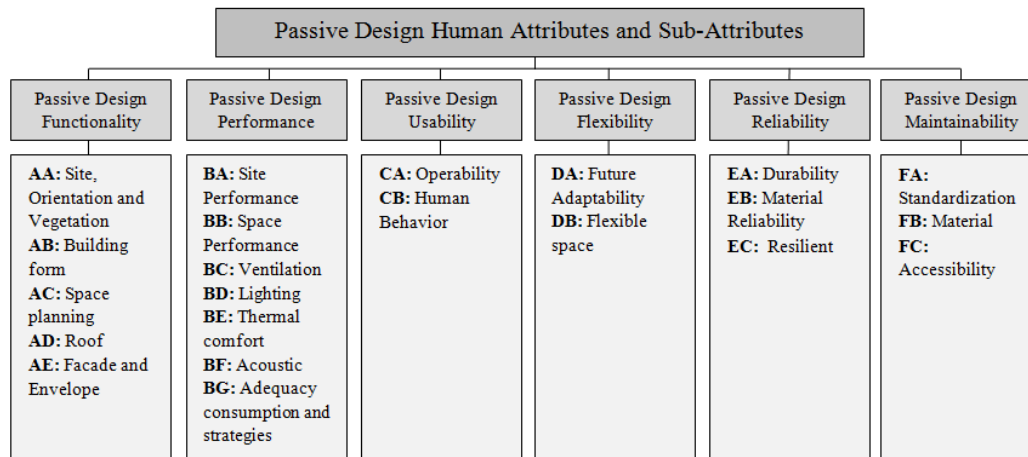 Passive Design Human Attributes and Sub-Attributes
Passive Design
Functionality
Passive Design
Performance
Passive Design
Usability
Passive Design
Flexibility
Passive Design
Reliability
Passive Design
Maintainability
AA: Site,
Orientation and
Vegetation
AB: Building
form
AC: Space
planning
AD: Roof
AE: Facade and
Envelope
BA: Site
Performance
BB: Space
Performance
BC: Ventilation
BD: Lighting
BE: Thermal
comfort
BF: Acoustic
BG: Adequacy
consumption and
strategies
CA: Operability
CB: Human
Behavior
DA: Future
Adaptability
DB: Flexible
space
EA: Durability
EB: Material
Reliability
EC: Resilient
FA:
Standardization
FB: Material
FC:
Accessibility